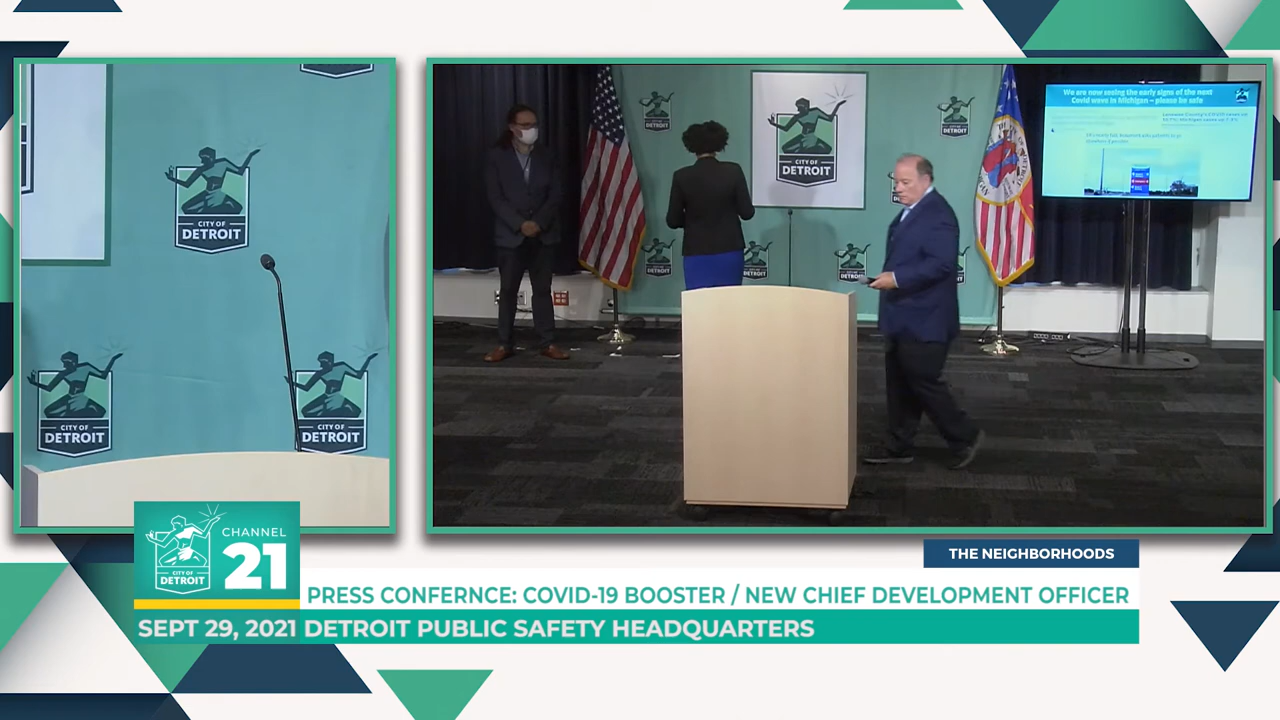 CITY OF
DETROIT
CITY OF
DETROIT
CITY OF
DETROIT
CITY OF
DETROIT
We are now seeing the early signs of the next
Covid wave in Michigan – please be safe
CHANNEL
21
CITY OF
DETROIT
THE NEIGHBORHOODS
PRESS CONFERNCE: COVID-19 BOOSTER / NEW CHIEF DEVELOPMENT OFFICER
SEPT 29, 2021 DETROIT PUBLIC SAFETY HEADQUARTERS